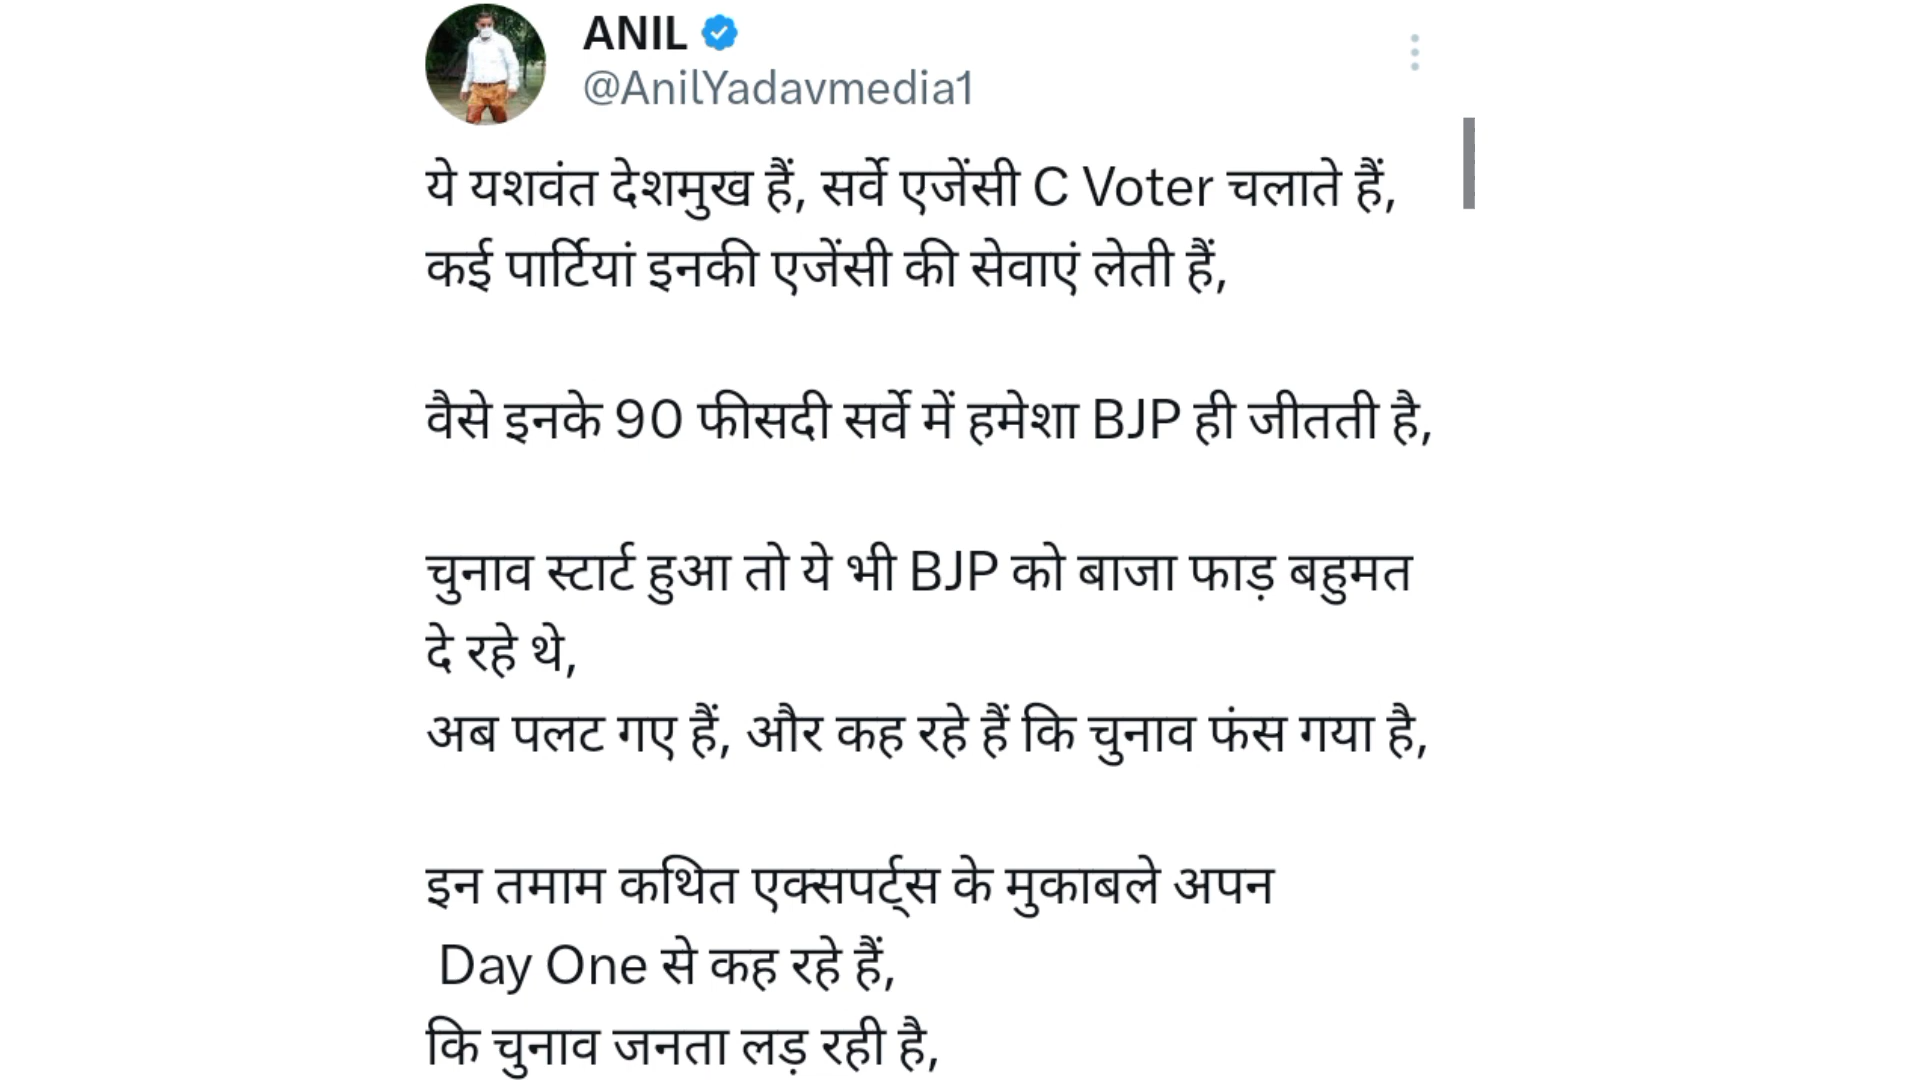 ANIL
@AnilYadavmedia1
ये यशवंत देशमुख हैं, सर्वे एजेंसी C Voter चलाते हैं,
कई पार्टियां इनकी एजेंसी की सेवाएं लेती हैं,
वैसे इनके 90 फीसदी सर्वे में हमेशा BJP ही जीतती है,
चुनाव स्टार्ट हुआ तो ये भी BJP को बाजा फाड़ बहुमत
दे रहे थे,
अब पलट गए हैं, और कह रहे हैं कि चुनाव फंस गया है,
इन तमाम कथित एक्सपर्ट्स के मुकाबले अपन
Day One से कह रहे हैं,
कि चुनाव जनता लड़ रही है,